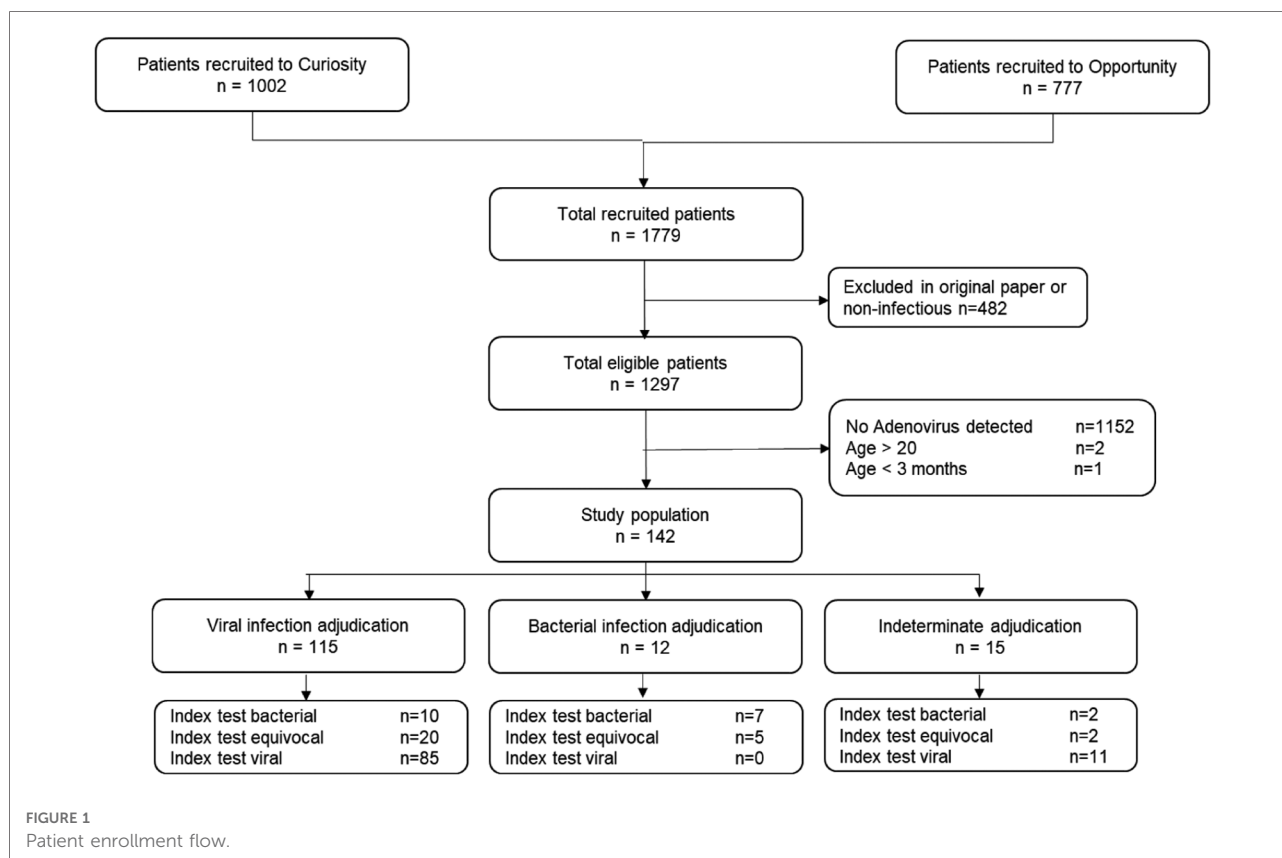 Patients recruited to Curiosity
n = 1002
Patients recruited to Opportunity
n = 777
Total recruited patients
n = 1779
Excluded in original paper or
non-infectious n=482
Total eligible patients
n = 1297
No Adenovirus detected n=1152
Age > 20 n=2
Age < 3 months n=1
Study population
n = 142
Viral infection adjudication
n = 115
Bacterial infection adjudication
n = 12
Indeterminate adjudication
n = 15
Index test bacterial n=10
Index test equivocal n=20
Index test viral n=85
Index test bacterial n=7
Index test equivocal n=5
Index test viral n=0
Index test bacterial n=2
Index test equivocal n=2
Index test viral n=11
FIGURE 1
Patient enrollment flow.